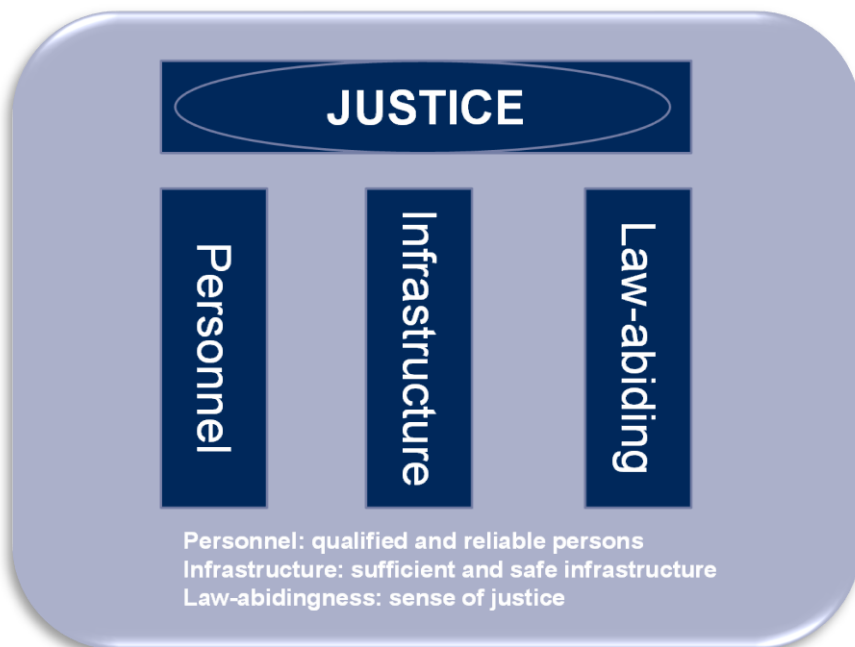 JUSTICE
Personnel
Infrastructure
Law-abiding
Personnel: qualified and reliable persons
Infrastructure: sufficient and safe infrastructure
Law-abidingness: sense of justice